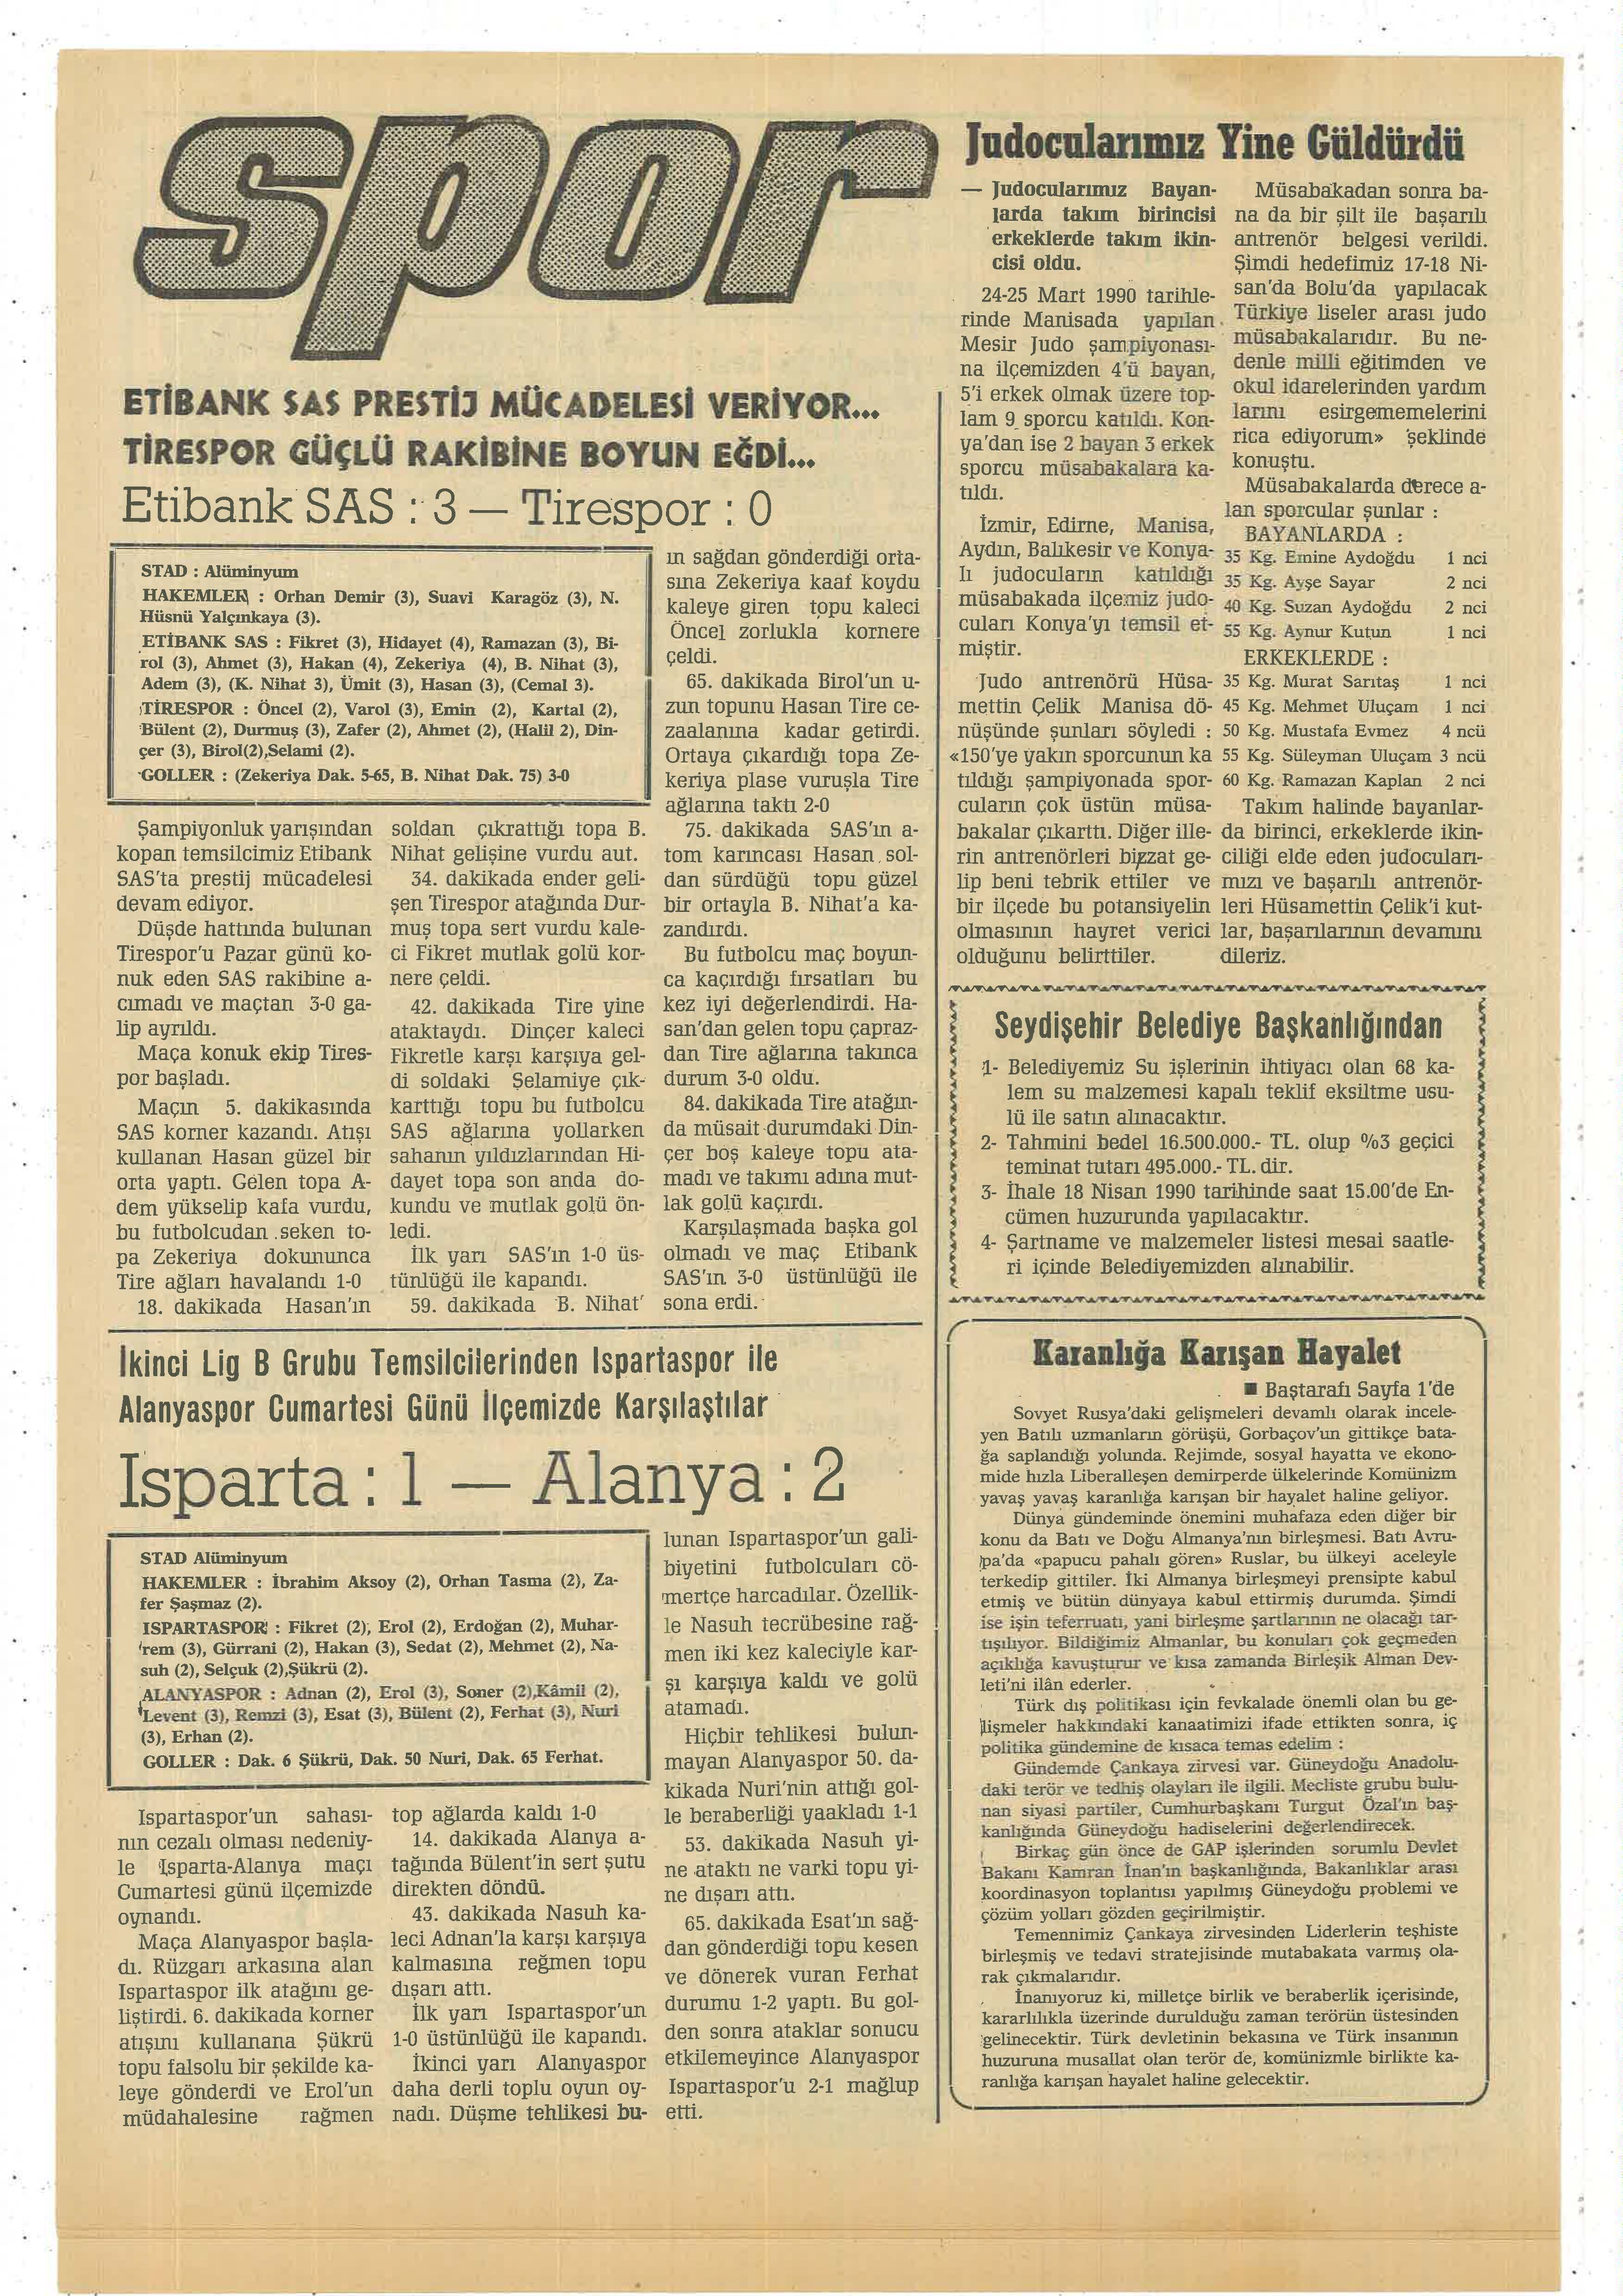 spor
ETİBANK SAS PRESTİJ MÜCADELESİ VERİYOR...
TİRESPOR GÜÇLÜ RAKİBİNE BOYUN EĞDİ...
Etibank SAS : 3 — Tirespor : 0
STAD : Alüminyum
HAKEMLER : Orhan Demir (3), Suavi Karagöz (3), N.
Hüsnü Yalçınkaya (3).
ETİBANK SAS : Fikret (3), Hidayet (4), Ramazan (3), Bi-
rol (3), Ahmet (3), Hakan (4), Zekeriya (4), B. Nihat (3),
Adem (3), (K. Nihat 3), Ümit (3), Hasan (3), (Cemal 3).
TİRESPOR : Öncel (2), Varol (3), Emin (2), Kartal (2),
Bülent (2), Durmuş (3), Zafer (2), Ahmet (2), (Halil 2), Din-
çer (3), Birol(2),Selami (2).
GOLLER : (Zekeriya Dak. 5-65, B. Nihat Dak. 75) 3-0
Şampiyonluk yarışından
kopan temsilcimiz Etibank
SAS'ta prestij mücadelesi
devam ediyor.
Düşde hattında bulunan
Tirespor'u Pazar günü ko-
nuk eden SAS rakibine a-
cımadı ve maçtan 3-0 ga-
lip ayrıldı.
Maça konuk ekip Tires-
por başladı.
Maçın 5. dakikasında
SAS korner kazandı. Atışı
kullanan Hasan güzel bir
orta yaptı. Gelen topa A-
dem yükselip kafa vurdu,
bu futbolcudan seken to-
pa Zekeriya dokununca
Tire ağları havalandı 1-0
18. dakikada Hasan'ın
soldan çıkrattığı topa B.
Nihat gelişine vurdu aut.
34. dakikada ender geli-
şen Tirespor atağında Dur-
muş topa sert vurdu kale-
ci Fikret mutlak golü kor-
nere çeldi.
42. dakikada Tire yine
ataktaydı. Dinçer kaleci
Fikretle karşı karşıya gel-
di soldaki Şelamiye çık-
karttığı topu bu futbolcu
SAS ağlarına yollarken
sahanın yıldızlarından Hi-
dayet topa son anda do-
kundu ve mutlak golü ön-
ledi.
İlk yarı SAS'ın 1-0 üs-
tünlüğü ile kapandı.
59. dakikada B. Nihat'
ın sağdan gönderdiği orta-
sına Zekeriya kaaf koydu
kaleye giren topu kaleci
Öncel zorlukla kornere
çeldi.
65. dakikada Birol'un u-
zun topunu Hasan Tire ce-
zaalanına kadar getirdi.
Ortaya çıkardığı topa Ze-
keriya plase vuruşla Tire
ağlarına taktı 2-0
75. dakikada SAS'ın a-
tom karıncası Hasan sol-
dan sürdüğü topu güzel
bir ortayla B. Nihat'a ka-
zandırdı.
Bu futbolcu maç boyun-
ca kaçırdığı fırsatları bu
kez iyi değerlendirdi. Ha-
san'dan gelen topu çapraz-
dan Tire ağlarına takınca
durum 3-0 oldu.
84. dakikada Tire atağın-
da müsait durumdaki Din-
çer boş kaleye topu ata-
madı ve takımı adına mut-
lak golü kaçırdı.
Karşılaşmada başka gol
olmadı ve maç Etibank
SAS'ın 3-0 üstünlüğü ile
sona erdi.
İkinci Lig B Grubu Temsilcilerinden Ispartaspor ile
Alanyaspor Cumartesi Günü İlçemizde Karşılaştılar
Isparta : 1 — Alanya : 2
STAD Alüminyum
HAKEMLER : İbrahim Aksoy (2), Orhan Tasma (2), Za-
fer Şaşmaz (2).
ISPARTASPOR : Fikret (2), Erol (2), Erdoğan (2), Muhar-
rem (3), Gürrani (2), Hakan (3), Sedat (2), Mehmet (2), Na-
suh (2), Selçuk (2),Şükrü (2).
ALANYASPOR : Adnan (2), Erol (3), Soner (2),Kâmil (2),
Levent (3), Remzi (3), Esat (3), Bülent (2), Ferhat (3), Nuri
(3), Erhan (2).
GOLLER : Dak. 6 Şükrü, Dak. 50 Nuri, Dak. 65 Ferhat.
Ispartaspor'un sahası-
nın cezalı olması nedeniy-
le Isparta-Alanya maçı
Cumartesi günü ilçemizde
oynandı.
Maça Alanyaspor başla-
dı. Rüzgarı arkasına alan
Ispartaspor ilk atağını ge-
liştirdi. 6. dakikada korner
atışını kullanana Şükrü
topu falsolu bir şekilde ka-
leye gönderdi ve Erol'un
müdahalesine rağmen
top ağlarda kaldı 1-0
14. dakikada Alanya a-
tağında Bülent'in sert şutu
direkten döndü.
43. dakikada Nasuh ka-
leci Adnan'la karşı karşıya
kalmasına reğmen topu
dışarı attı.
İlk yarı Ispartaspor'un
1-0 üstünlüğü ile kapandı.
İkinci yarı Alanyaspor
daha derli toplu oyun oy-
nadı. Düşme tehlikesi bu-
lunan Ispartaspor'un gali-
biyetini futbolcuları cö-
mertçe harcadılar. Özellik-
le Nasuh tecrübesine rağ-
men iki kez kaleciyle kar-
şı karşıya kaldı ve golü
atamadı.
Hiçbir tehlikesi bulun-
mayan Alanyaspor 50. da-
kikada Nuri'nin attığı gol-
le beraberliği yaakladı 1-1
53. dakikada Nasuh yi-
ne ataktı ne varki topu yi-
ne dışarı attı.
65. dakikada Esat'ın sağ-
dan gönderdiği topu kesen
ve dönerek vuran Ferhat
durumu 1-2 yaptı. Bu gol-
den sonra ataklar sonucu
etkilemeyince Alanyaspor
Ispartaspor'u 2-1 mağlup
etti.
Judocularımız Yine Güldürdü
— Judocularımız Bayan-
larda takım birincisi
erkeklerde takım ikin-
cisi oldu.
24-25 Mart 1990 tarihle-
rinde Manisada yapılan
Mesir Judo şampiyonası-
na ilçemizden 4'ü bayan,
5'i erkek olmak üzere top-
lam 9 sporcu katıldı. Kon-
ya'dan ise 2 bayan 3 erkek
sporcu müsabakalara ka-
tıldı.
İzmir, Edirne, Manisa,
Aydın, Balıkesir ve Konya-
lı judocuların katıldığı
müsabakada ilçemiz judo-
cuları Konya'yı temsil et-
miştir.
Judo antrenörü Hüsa-
mettin Çelik Manisa dö-
nüşünde şunları söyledi :
«150'ye yakın sporcunun ka
tıldığı şampiyonada spor-
cuların çok üstün müsa-
bakalar çıkarttı. Diğer ille-
rin antrenörleri bizzat ge-
lip beni tebrik ettiler ve
bir ilçede bu potansiyelin
olmasının hayret verici
olduğunu belirttiler.
Müsabakadan sonra ba-
na da bir şilt ile başarılı
antrenör belgesi verildi.
Şimdi hedefimiz 17-18 Ni-
san'da Bolu'da yapılacak
Türkiye liseler arası judo
müsabakalarıdır. Bu ne-
denle milli eğitimden ve
okul idarelerinden yardım
larını esirgememelerini
rica ediyorum» şeklinde
konuştu.
Müsabakalarda derece a-
lan sporcular şunlar :
BAYANLARDA :
35 Kg. Emine Aydoğdu 1 nci
35 Kg. Ayşe Sayar 2 nci
40 Kg. Suzan Aydoğdu 2 nci
55 Kg. Aynur Kutun 1 nci
ERKEKLERDE :
35 Kg. Murat Sarıtaş 1 nci
45 Kg. Mehmet Uluçam 1 nci
50 Kg. Mustafa Evmez 4 ncü
55 Kg. Süleyman Uluçam 3 ncü
60 Kg. Ramazan Kaplan 2 nci
Takım halinde bayanlar-
da birinci, erkeklerde ikin-
ciliği elde eden judocuları-
mızı ve başarılı antrenör-
leri Hüsamettin Çelik'i kut-
lar, başarılarının devamını
dileriz.
Seydişehir Belediye Başkanlığından
1- Belediyemiz Su işlerinin ihtiyacı olan 68 ka-
lem su malzemesi kapalı teklif eksiltme usu-
lü ile satın alınacaktır.
2- Tahmini bedel 16.500.000.- TL. olup %3 geçici
teminat tutarı 495.000.- TL. dir.
3- İhale 18 Nisan 1990 tarihinde saat 15.00'de En-
cümen huzurunda yapılacaktır.
4- Şartname ve malzemeler listesi mesai saatle-
ri içinde Belediyemizden alınabilir.
Karanlığa Karışan Hayalet
■ Baştarafı Sayfa 1'de
Sovyet Rusya'daki gelişmeleri devamlı olarak incele-
yen Batılı uzmanların görüşü, Gorbaçov'un gittikçe bata-
ğa saplandığı yolunda. Rejimde, sosyal hayatta ve ekono-
mide hızla Liberalleşen demirperde ülkelerinde Komünizm
yavaş yavaş karanlığa karışan bir hayalet haline geliyor.
Dünya gündeminde önemini muhafaza eden diğer bir
konu da Batı ve Doğu Almanya'nın birleşmesi. Batı Avru-
pa'da «papucu pahalı gören» Ruslar, bu ülkeyi aceleyle
terkedip gittiler. İki Almanya birleşmeyi prensipte kabul
etmiş ve bütün dünyaya kabul ettirmiş durumda. Şimdi
ise işin teferruatı, yani birleşme şartlarının ne olacağı tar-
tışılıyor. Bildiğimiz Almanlar, bu konuları çok geçmeden
açıklığa kavuşturur ve kısa zamanda Birleşik Alman Dev-
leti'ni ilân ederler.
Türk dış politikası için fevkalade önemli olan bu ge-
lişmeler hakkındaki kanaatimizi ifade ettikten sonra, iç
politika gündemine de kısaca temas edelim :
Gündemde Çankaya zirvesi var. Güneydoğu Anadolu-
daki terör ve tedhiş olayları ile ilgili. Mecliste grubu bulu-
nan siyasi partiler, Cumhurbaşkanı Turgut Özal'ın baş-
kanlığında Güneydoğu hadiselerini değerlendirecek.
Birkaç gün önce de GAP işlerinden sorumlu Devlet
Bakanı Kamran İnan'ın başkanlığında, Bakanlıklar arası
koordinasyon toplantısı yapılmış Güneydoğu problemi ve
çözüm yolları gözden geçirilmiştir.
Temennimiz Çankaya zirvesinden Liderlerin teşhiste
birleşmiş ve tedavi stratejisinde mutabakata varmış ola-
rak çıkmalarıdır.
İnanıyoruz ki, milletçe birlik ve beraberlik içerisinde,
kararlılıkla üzerinde durulduğu zaman terörün üstesinden
gelinecektir. Türk devletinin bekasına ve Türk insanının
huzuruna musallat olan terör de, komünizmle birlikte ka-
ranlığa karışan hayalet haline gelecektir.